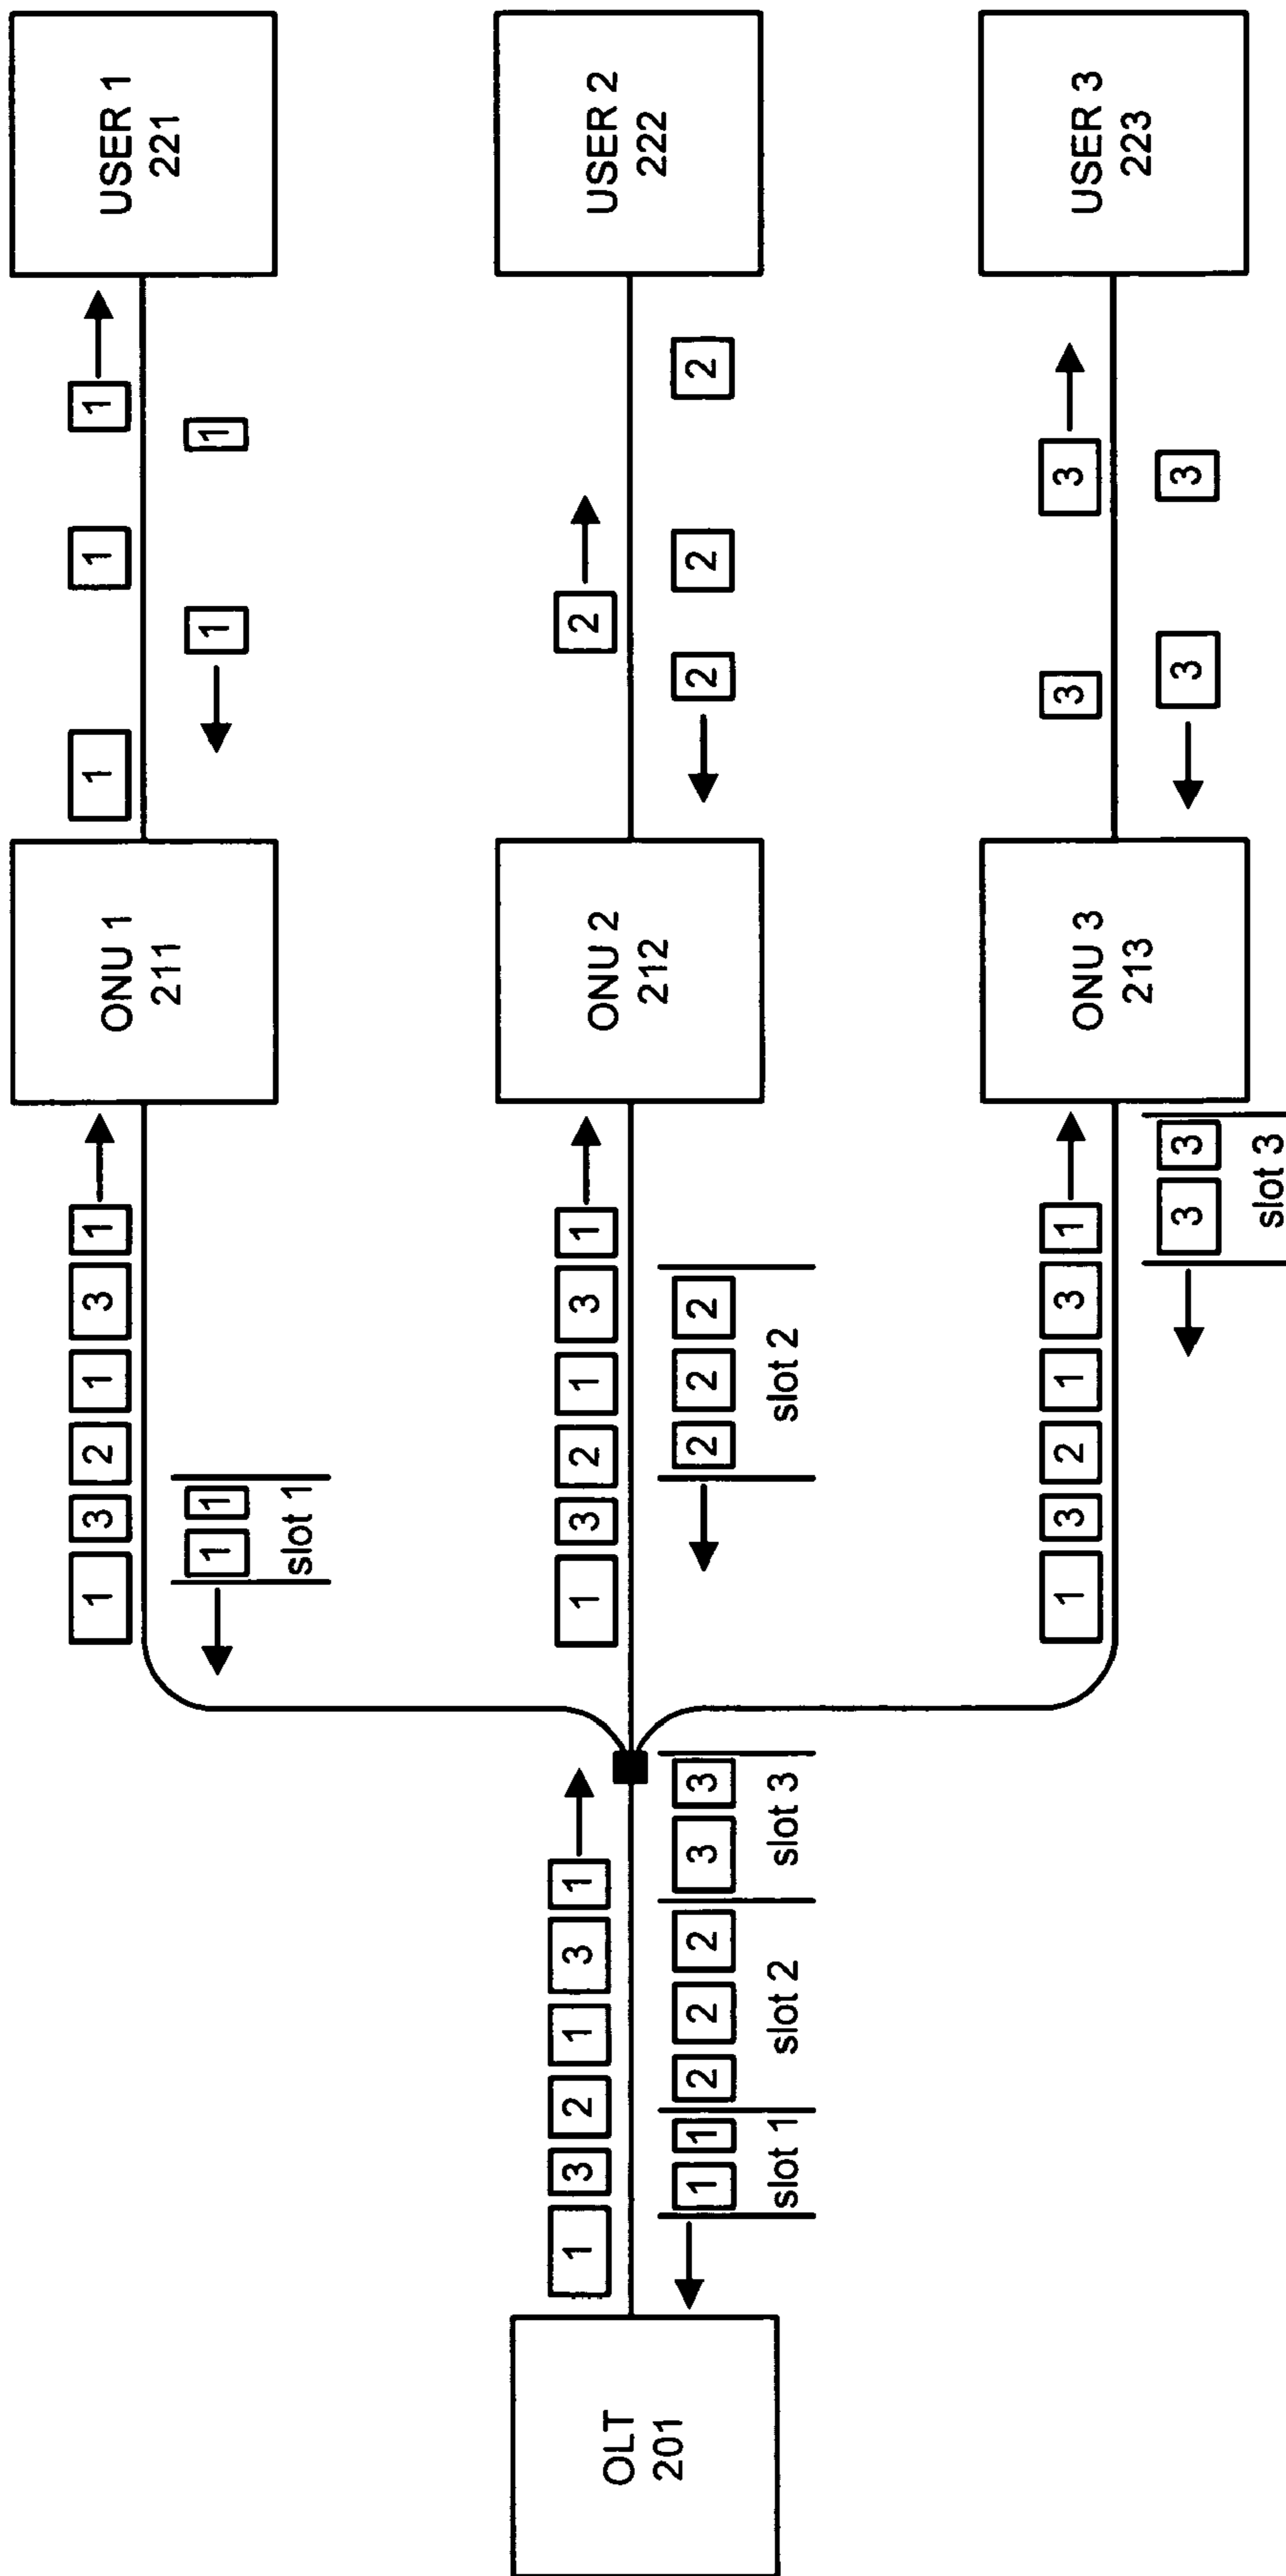 1 3 2 1 3 1
ONU 1
211
1 1 1
USER 1
221
1 1
slot 1
1 1
OLT
201
1 3 2 1 3 1
1 1
slot 1
2 2 2
slot 2
3 3
slot 3
1 3 2 1 3 1
ONU 2
212
2
USER 2
222
2 2 2
slot 2
2 2 2
1 3 2 1 3 1
ONU 3
213
3 3
USER 3
223
3 3
slot 3
3 3